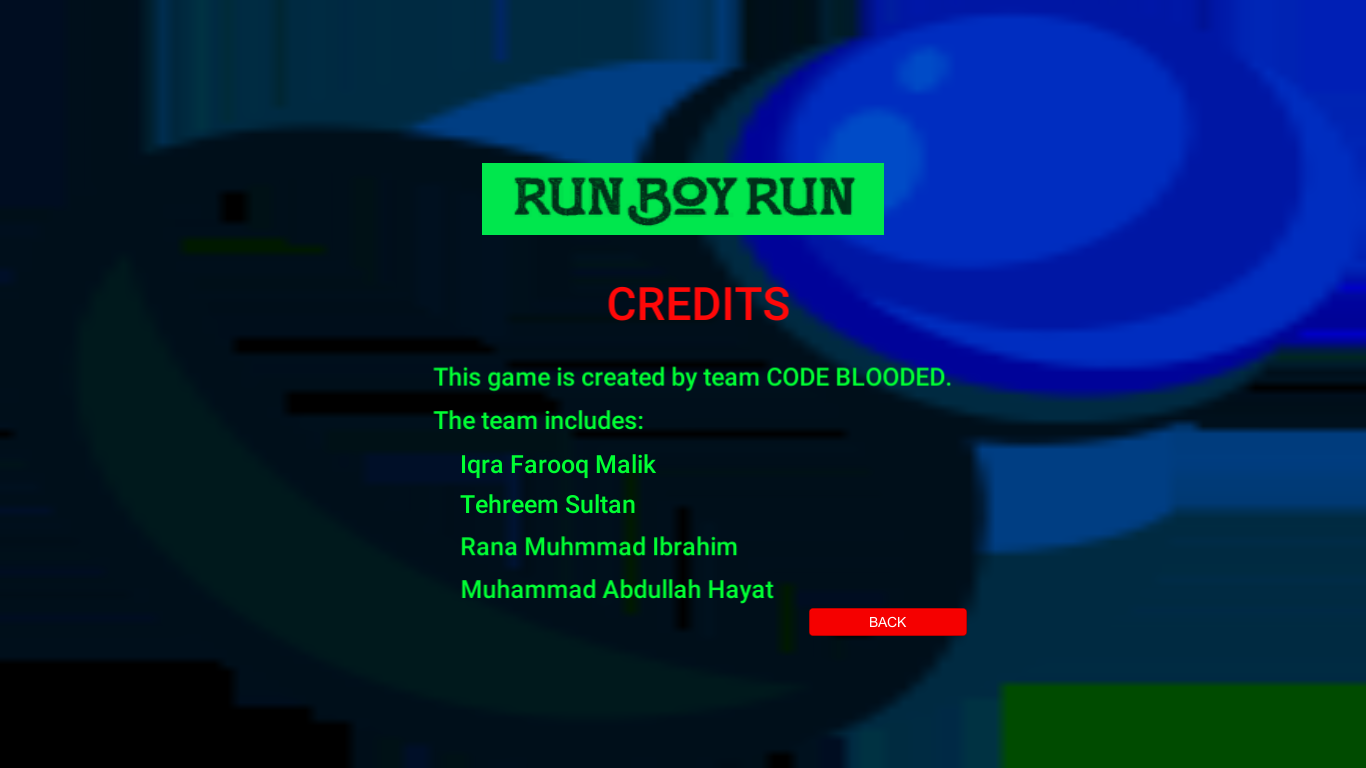 RUN BOY RUN
CREDITS
This game is created by team CODE BLOODED.
The team includes:
Iqra Farooq Malik
Tehreem Sultan
Rana Muhmmad Ibrahim
Muhammad Abdullah Hayat
BACK